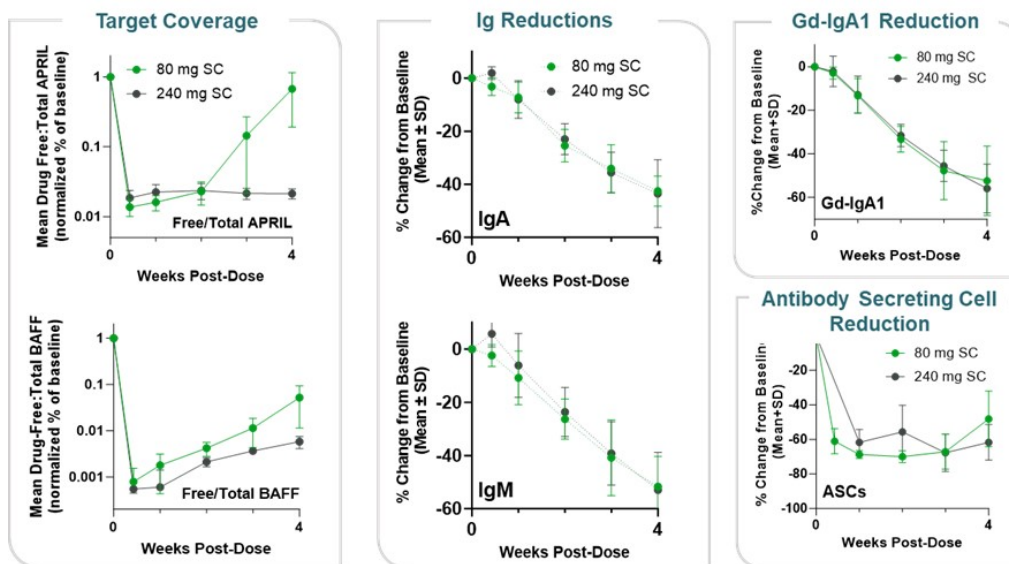 Target Coverage
Mean Drug Free:Total APRIL
(normalized % of baseline)
1
0.1
0.01
80 mg SC
240 mg SC
Free/Total APRIL
0
4
Weeks Post-Dose
Mean Drug-Free:Total BAFF
(normalized % of baseline)
1
0.1
0.01
0.001
Free/Total BAFF
0
4
Weeks Post-Dose
Ig Reductions
% Change from Baseline
(Mean ± SD)
0
-20
-40
-60
80 mg SC
240 mg SC
IgA
0
4
Weeks Post-Dose
% Change from Baseline
(Mean ± SD)
0
-20
-40
-60
IgM
0
4
Weeks Post-Dose
Gd-IgA1 Reduction
%Change from Baseline
(Mean+SD)
0
-20
-40
-60
80 mg SC
240 mg SC
Gd-IgA1
0
4
Weeks Post-Dose
Antibody Secreting Cell
Reduction
% Change from Baselin
(Mean+SD)
-20
-40
-60
-80
-100
80 mg SC
240 mg SC
ASCs
0
4
Weeks Post-Dose